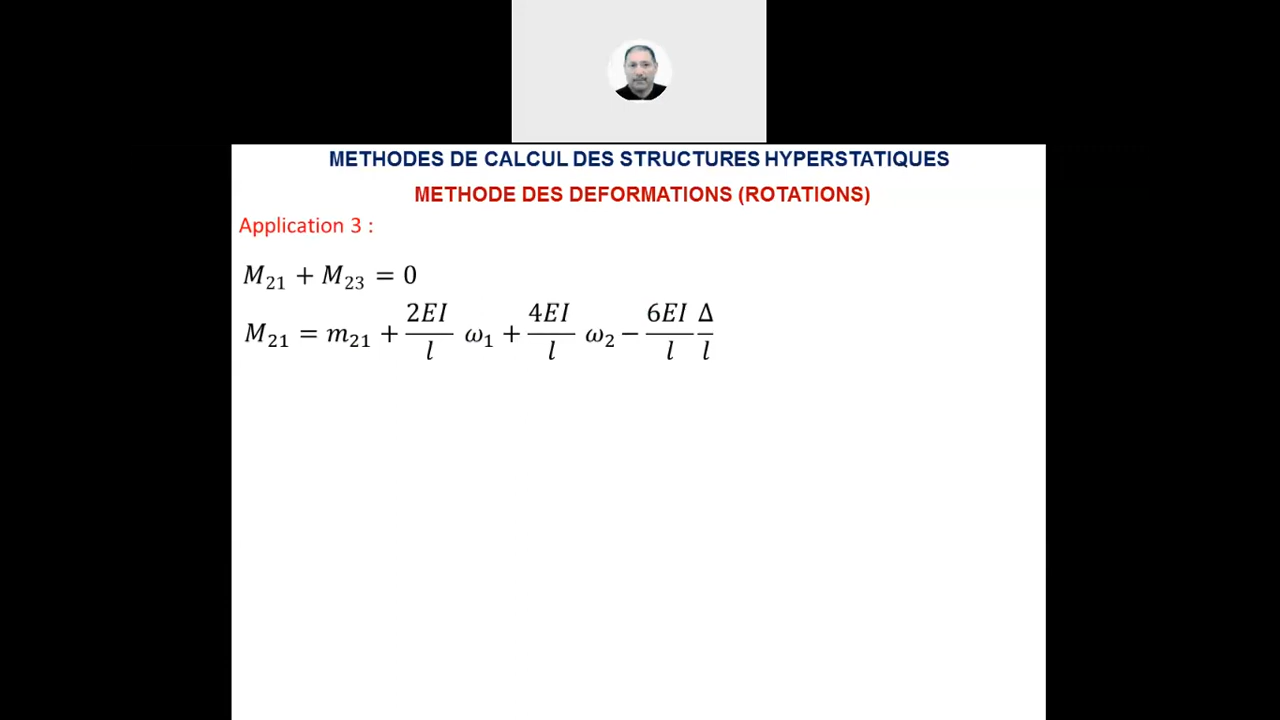 METHODES DE CALCUL DES STRUCTURES HYPERSTATIQUES
METHODE DES DEFORMATIONS (ROTATIONS)
Application 3 :
M₂₁ + M₂₃ = 0
M₂₁ = m₂₁ + 2EI/l ω₁ + 4EI/l ω₂ − 6EI/l Δ/l